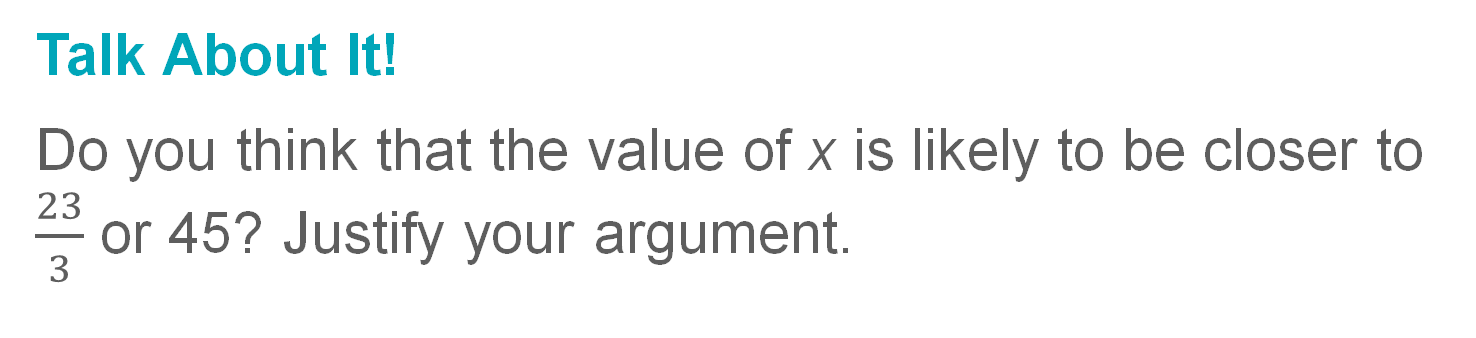 Talk About It!
Do you think that the value of x is likely to be closer to
23/3 or 45? Justify your argument.